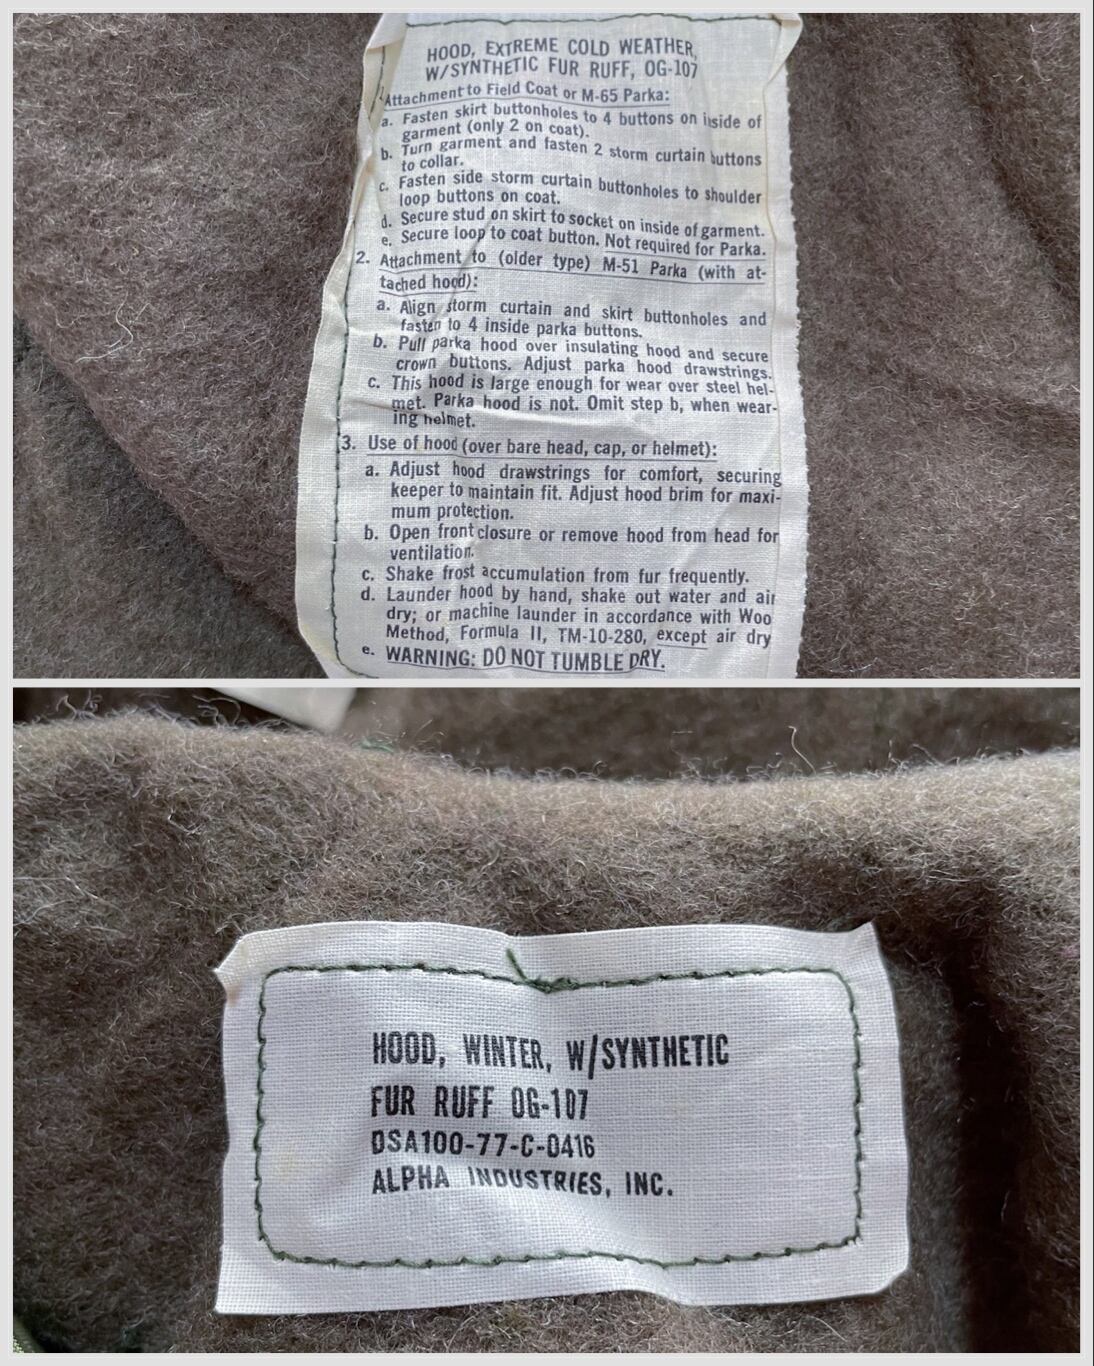 HOOD, EXTREME COLD WEATHER,
W/SYNTHETIC FUR RUFF, OG-107
Attachment to Field Coat or M-65 Parka:
a. Fasten skirt buttonholes to 4 buttons on inside of
garment (only 2 on coat).
b. Turn garment and fasten 2 storm curtain buttons
to collar.
c. Fasten side storm curtain buttonholes to shoulder
loop buttons on coat.
d. Secure stud on skirt to socket on inside of garment.
e. Secure loop to coat button. Not required for Parka.
2. Attachment to (older type) M-51 Parka (with at-
tached hood):
a. Align storm curtain and skirt buttonholes and
fasten to 4 inside parka buttons.
b. Pull parka hood over insulating hood and secure
crown buttons. Adjust parka hood drawstrings.
c. This hood is large enough for wear over steel hel-
met. Parka hood is not. Omit step b, when wear-
ing helmet.
3. Use of hood (over bare head, cap, or helmet):
a. Adjust hood drawstrings for comfort, securing
keeper to maintain fit. Adjust hood brim for maxi-
mum protection.
b. Open front closure or remove hood from head for
ventilation.
c. Shake frost accumulation from fur frequently.
d. Launder hood by hand, shake out water and air
dry; or machine launder in accordance with Woo
Method, Formula II, TM-10-280, except air dry
e. WARNING: DO NOT TUMBLE DRY.
HOOD, WINTER, W/SYNTHETIC
FUR RUFF OG-107
DSA100-77-C-0416
ALPHA INDUSTRIES, INC.